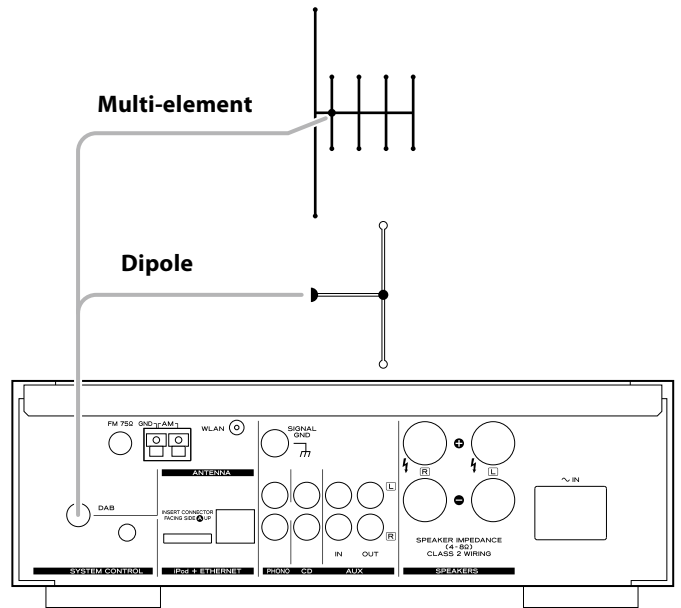 Multi-element
Dipole
FM 75Ω
GND
AM
WLAN
SIGNAL
GND
ANTENNA
DAB
INSERT CONNECTOR
FACING SIDE A UP
L
R
IN
OUT
R
L
SPEAKER IMPEDANCE
(4-8Ω)
CLASS 2 WIRING
∼ IN
SYSTEM CONTROL
iPod + ETHERNET
PHONO
CD
AUX
SPEAKERS